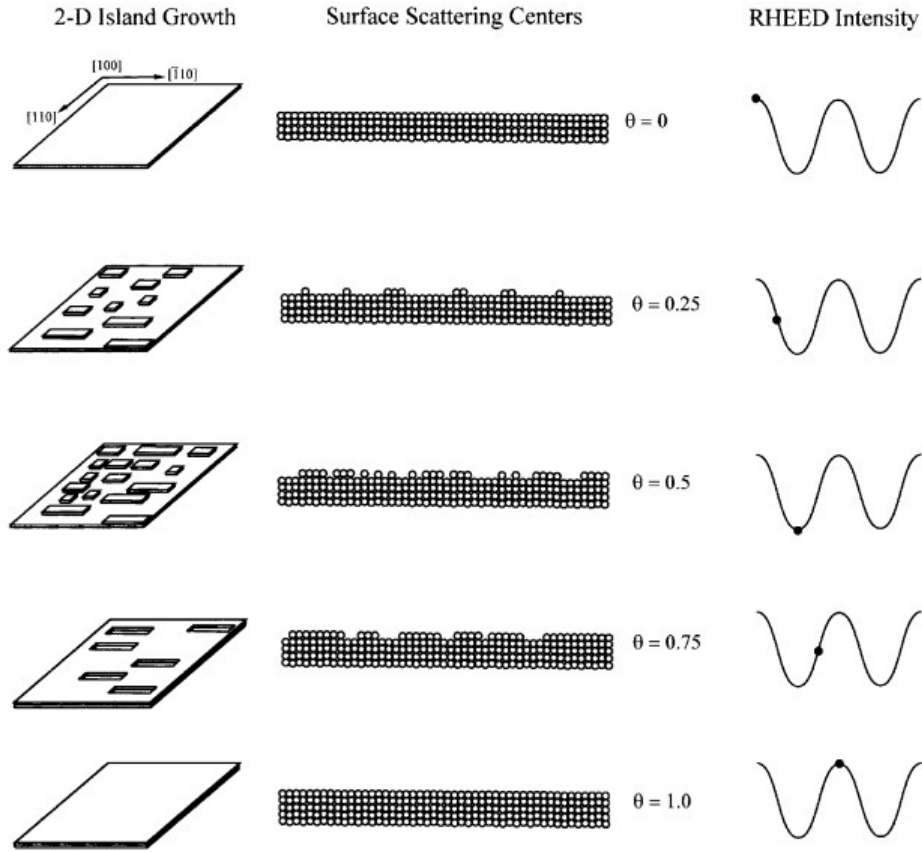 2-D Island Growth
Surface Scattering Centers
RHEED Intensity
[100]
[1̅10]
[110]
θ = 0
θ = 0.25
θ = 0.5
θ = 0.75
θ = 1.0